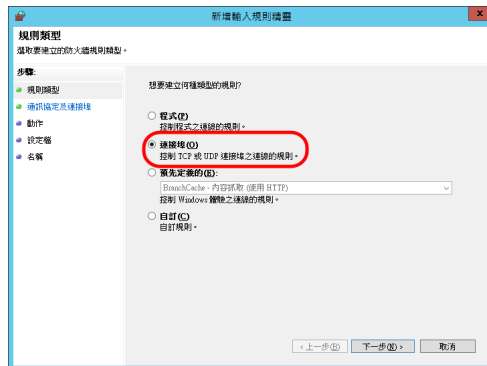 新增輸入規則精靈
規則類型
選取要建立的防火牆規則類型。
步驟:
規則類型
通訊協定及連接埠
動作
設定檔
名稱
想要建立何種類型的規則?
程式(P)
控制程式之連線的規則。
連接埠(O)
控制 TCP 或 UDP 連接埠之連線的規則。
預先定義的(E):
BranchCache - 內容抓取 (使用 HTTP)
控制 Windows 體驗之連線的規則。
自訂(C)
自訂規則。
<上一步(B)
下一步(N)>
取消